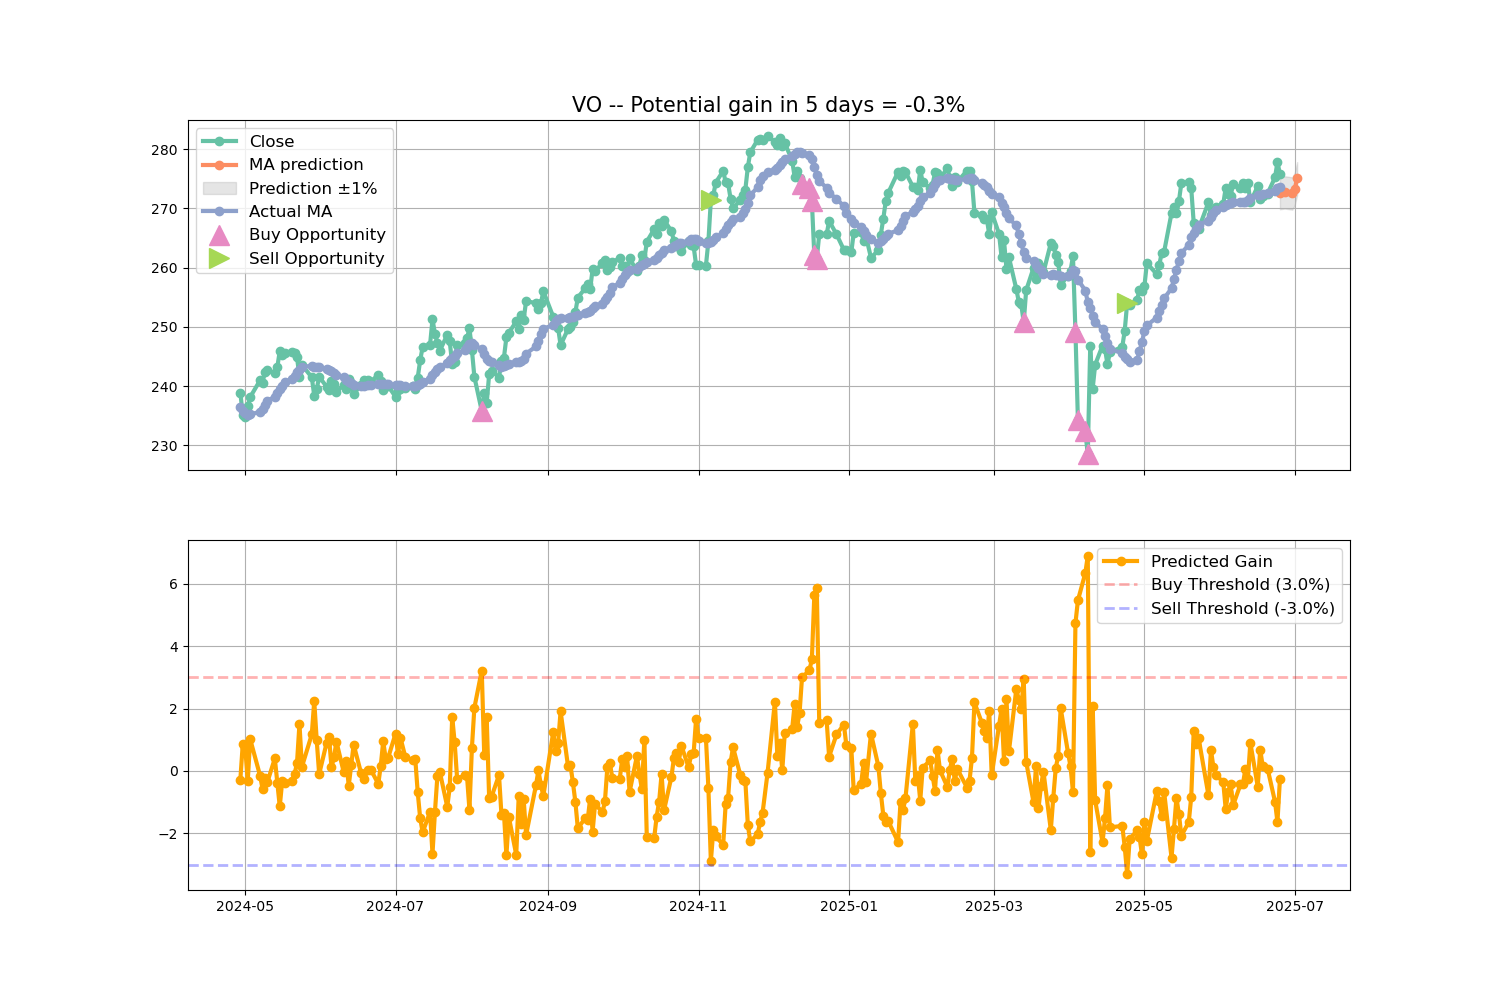 VO -- Potential gain in 5 days = -0.3%
280
270
260
250
240
230
Close
MA prediction
Prediction ±1%
Actual MA
Buy Opportunity
Sell Opportunity
6
4
2
0
−2
Predicted Gain
Buy Threshold (3.0%)
Sell Threshold (-3.0%)
2024-05 2024-07 2024-09 2024-11 2025-01 2025-03 2025-05 2025-07